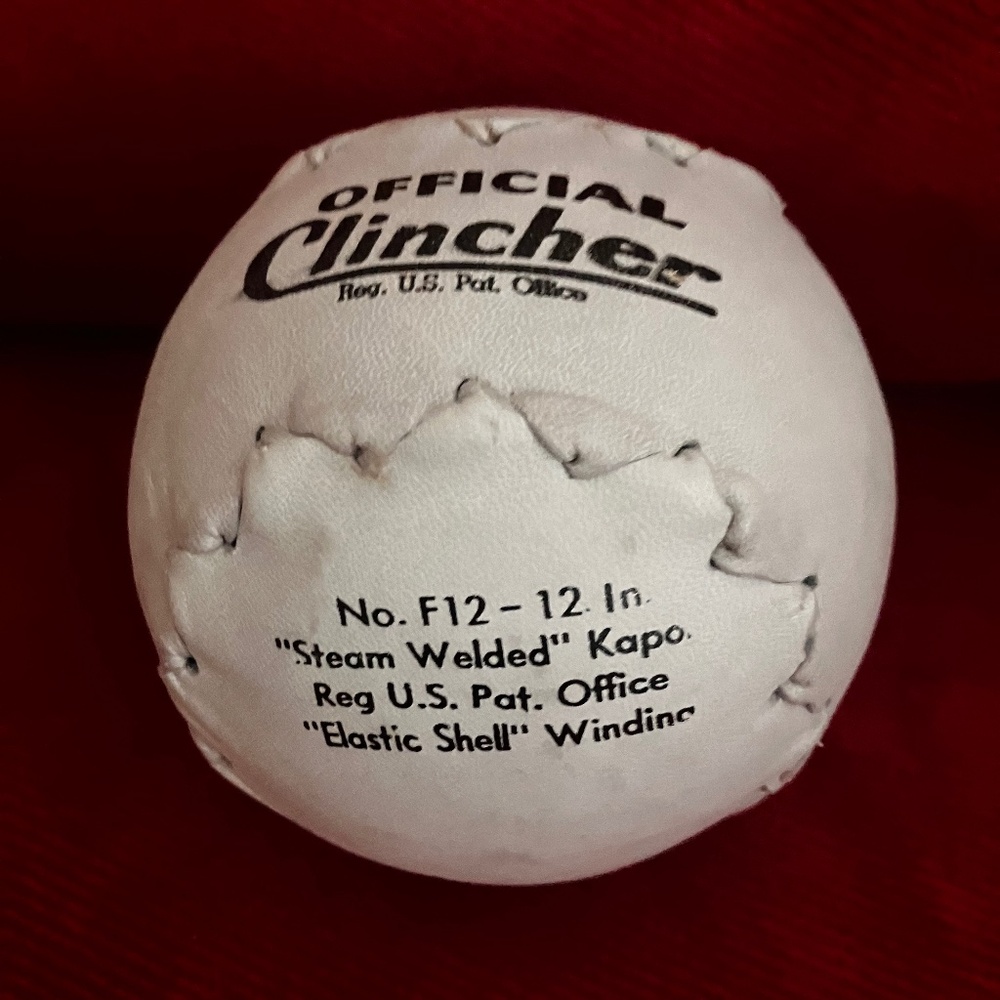 OFFICIAL
Clincher
Reg. U.S. Pat. Office
No. F12 - 12. In.
"Steam Welded" Kapo.
Reg U.S. Pat. Office
"Elastic Shell" Winding